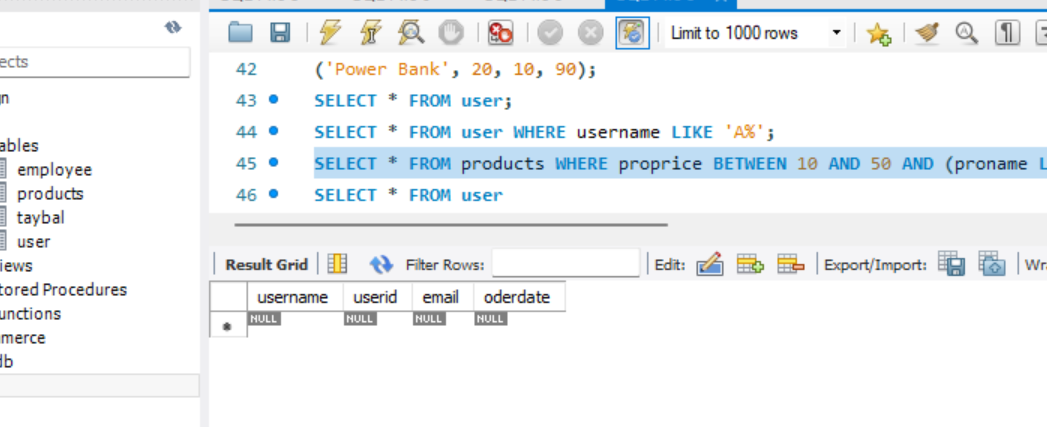 Limit to 1000 rows
ects
42 ('Power Bank', 20, 10, 90);
43 SELECT * FROM user;
44 SELECT * FROM user WHERE username LIKE 'A%';
45 SELECT * FROM products WHERE proprice BETWEEN 10 AND 50 AND (proname L
46 SELECT * FROM user
gn
ables
employee
products
taybal
user
iews
tored Procedures
unctions
merce
db
Result Grid Filter Rows: Edit: Export/Import: Wr
username userid email oderdate
NULL NULL NULL NULL